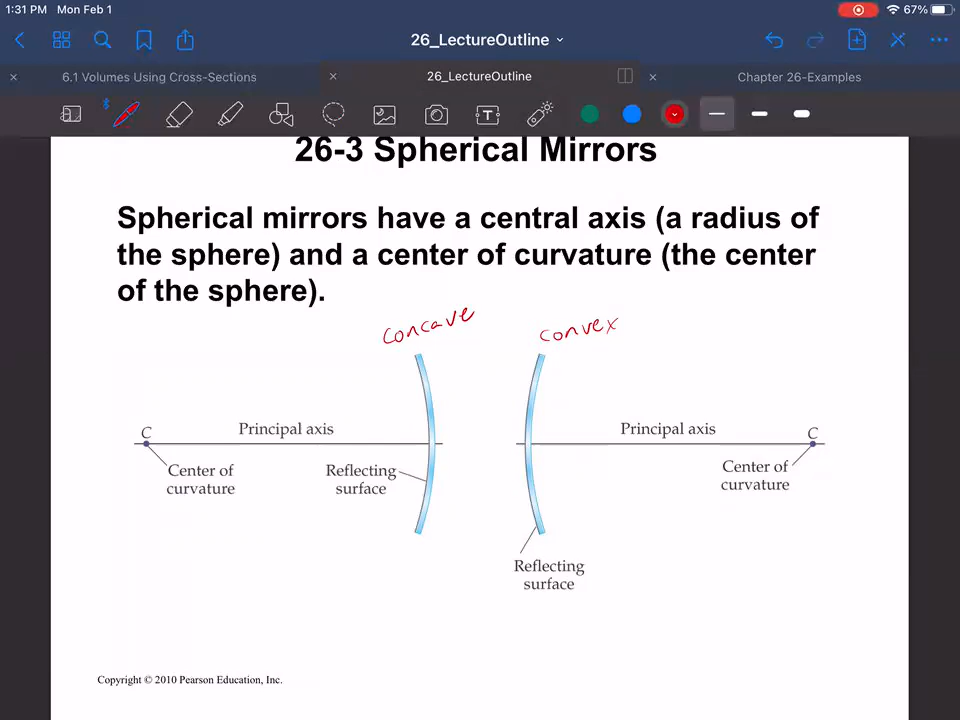 1:31 PM Mon Feb 1
67%
26_LectureOutline
6.1 Volumes Using Cross-Sections
26_LectureOutline
Chapter 26-Examples
T
26-3 Spherical Mirrors
Spherical mirrors have a central axis (a radius of
the sphere) and a center of curvature (the center
of the sphere).
concave
convex
C
Principal axis
Center of
curvature
Reflecting
surface
Principal axis
C
Center of
curvature
Reflecting
surface
Copyright © 2010 Pearson Education, Inc.